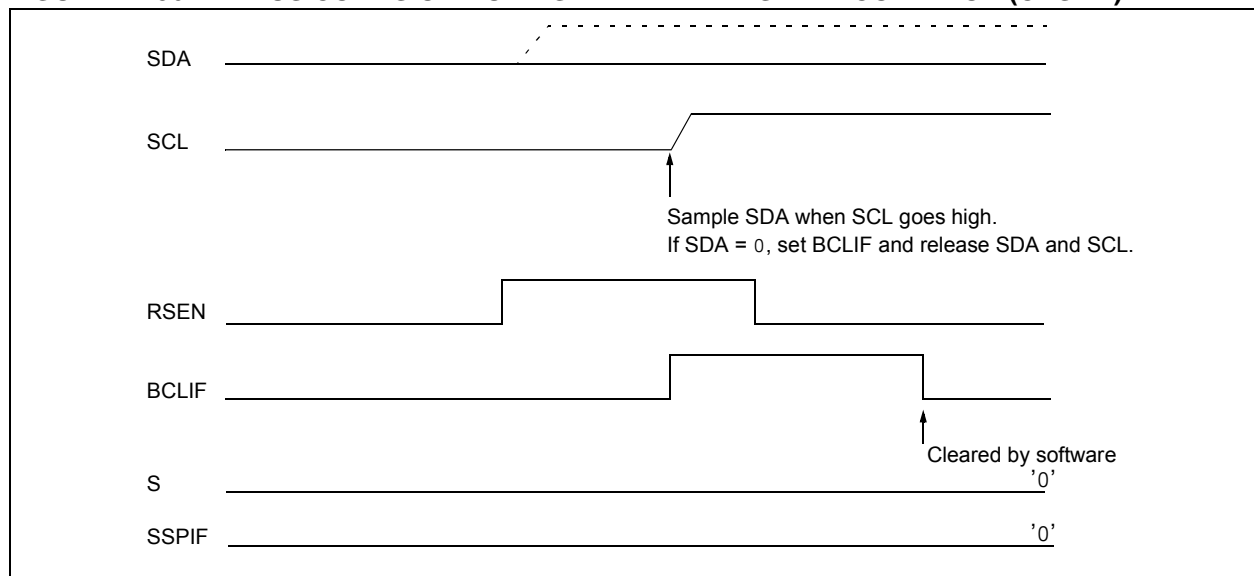 SDA
SCL
Sample SDA when SCL goes high.
If SDA = 0, set BCLIF and release SDA and SCL.
RSEN
BCLIF
Cleared by software
S
'0'
SSPIF
'0'